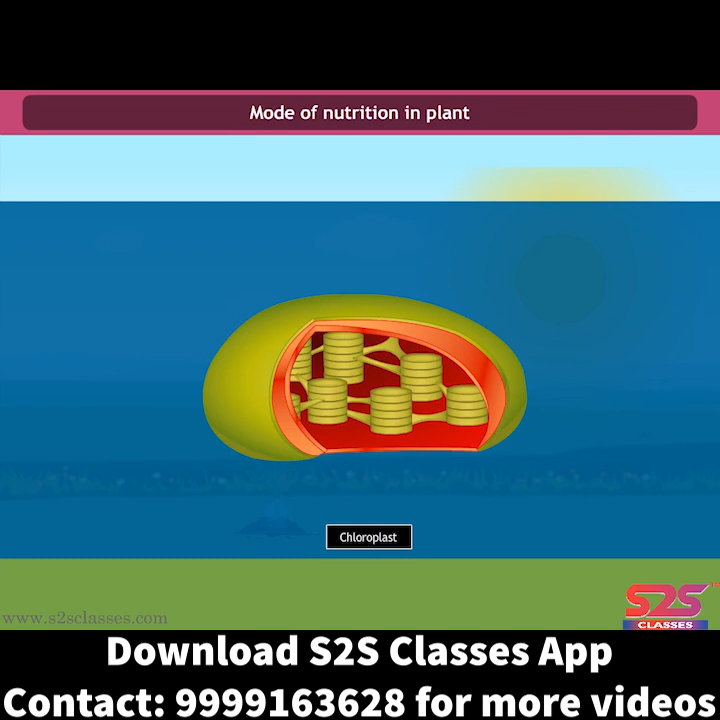 Mode of nutrition in plant
Chloroplast
S2S
CLASSES
www.s2sclasses.com
Download S2S Classes App
Contact: 9999163628 for more videos